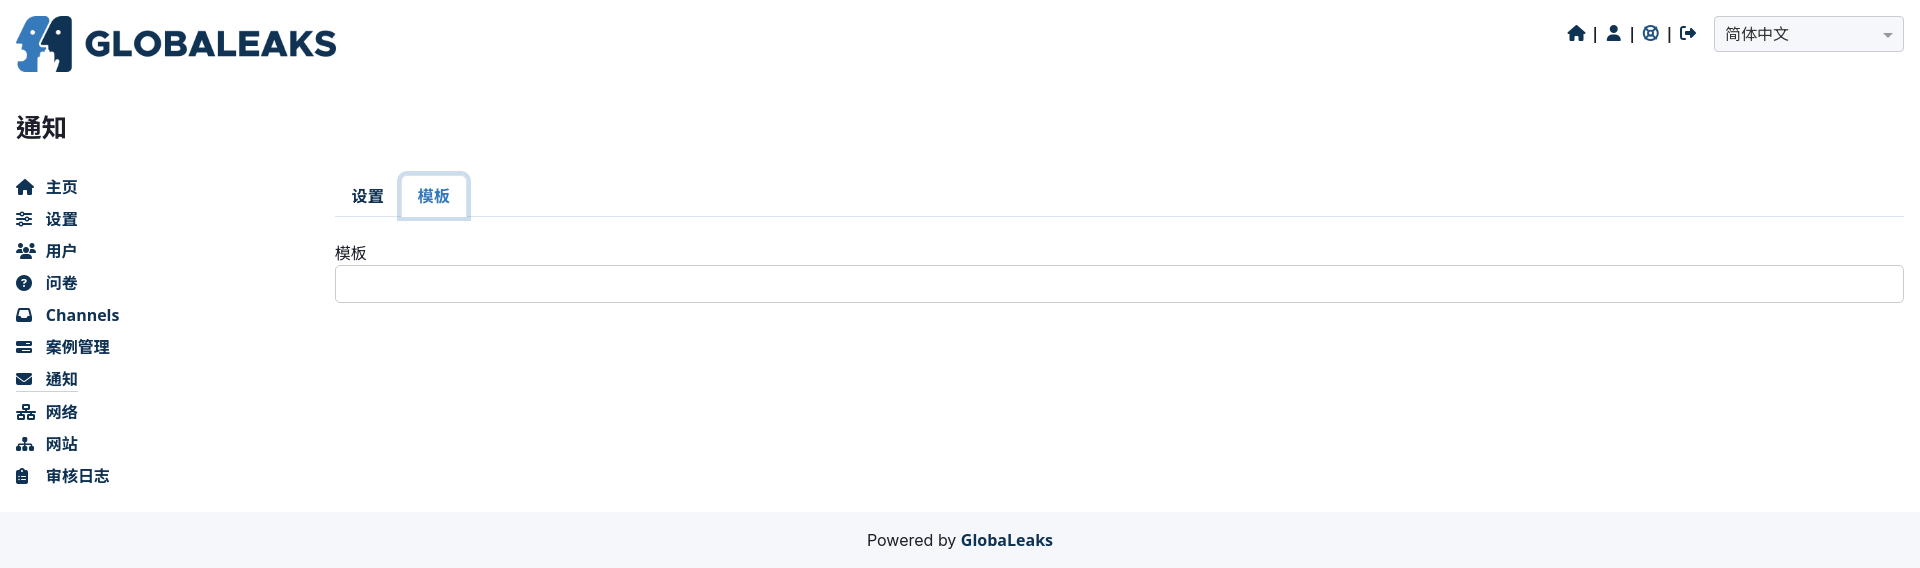 GLOBALEAKS
| | |
简体中文
通知
主页
设置
用户
问卷
Channels
案例管理
通知
网络
网站
审核日志
设置 模板
模板
Powered by GlobaLeaks